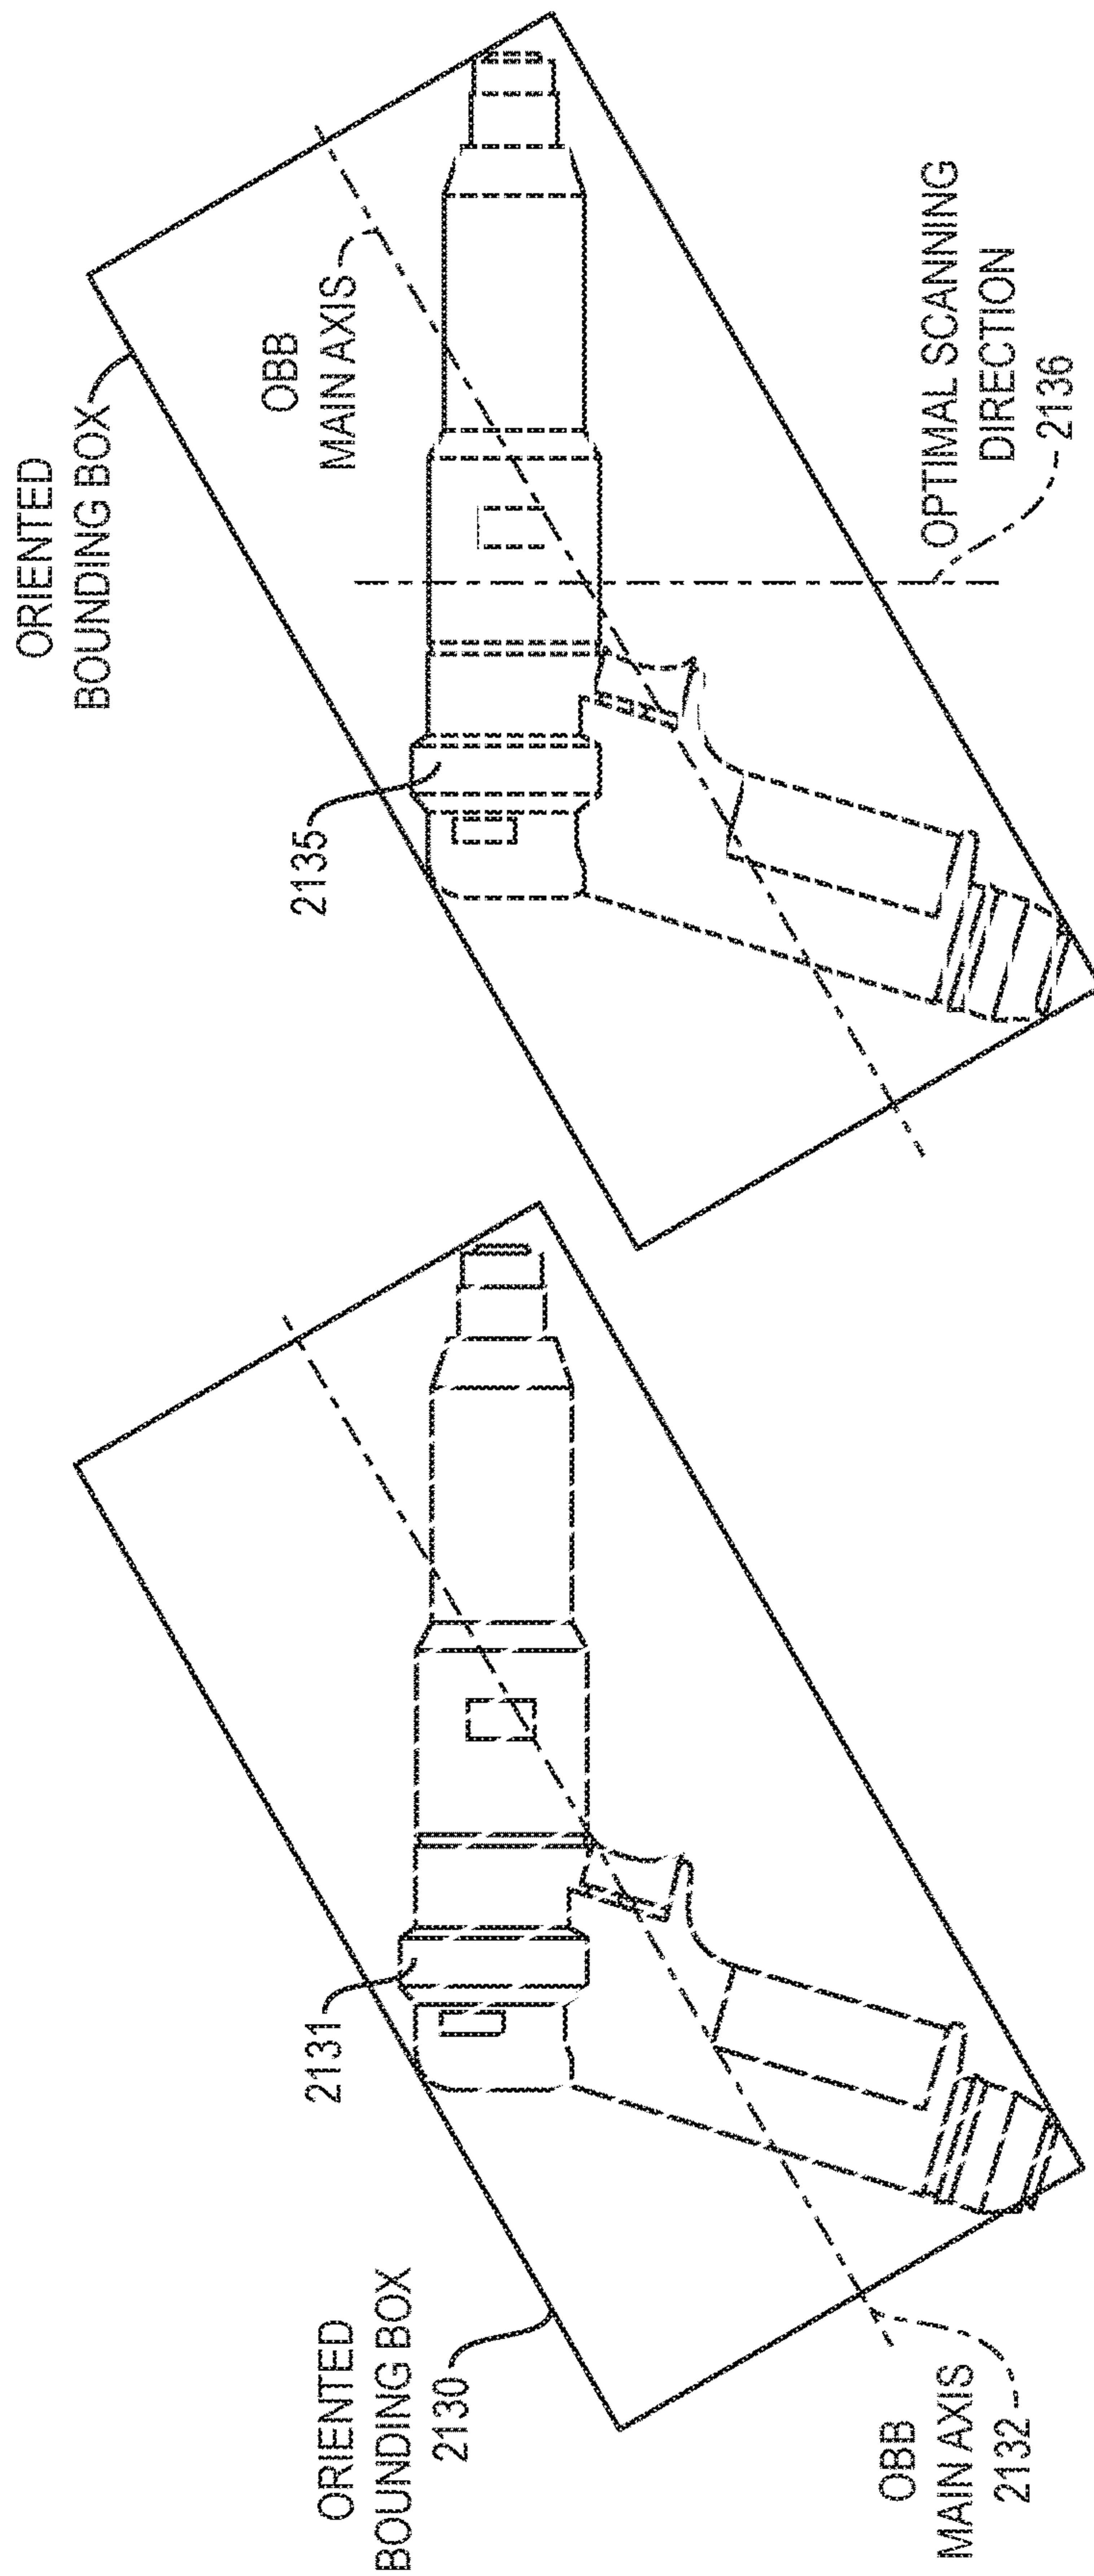 ORIENTED
BOUNDING BOX
2130
2131
OBB
MAIN AXIS
2132
ORIENTED
BOUNDING BOX
OBB
MAIN AXIS
2135
OPTIMAL SCANNING
DIRECTION
2136